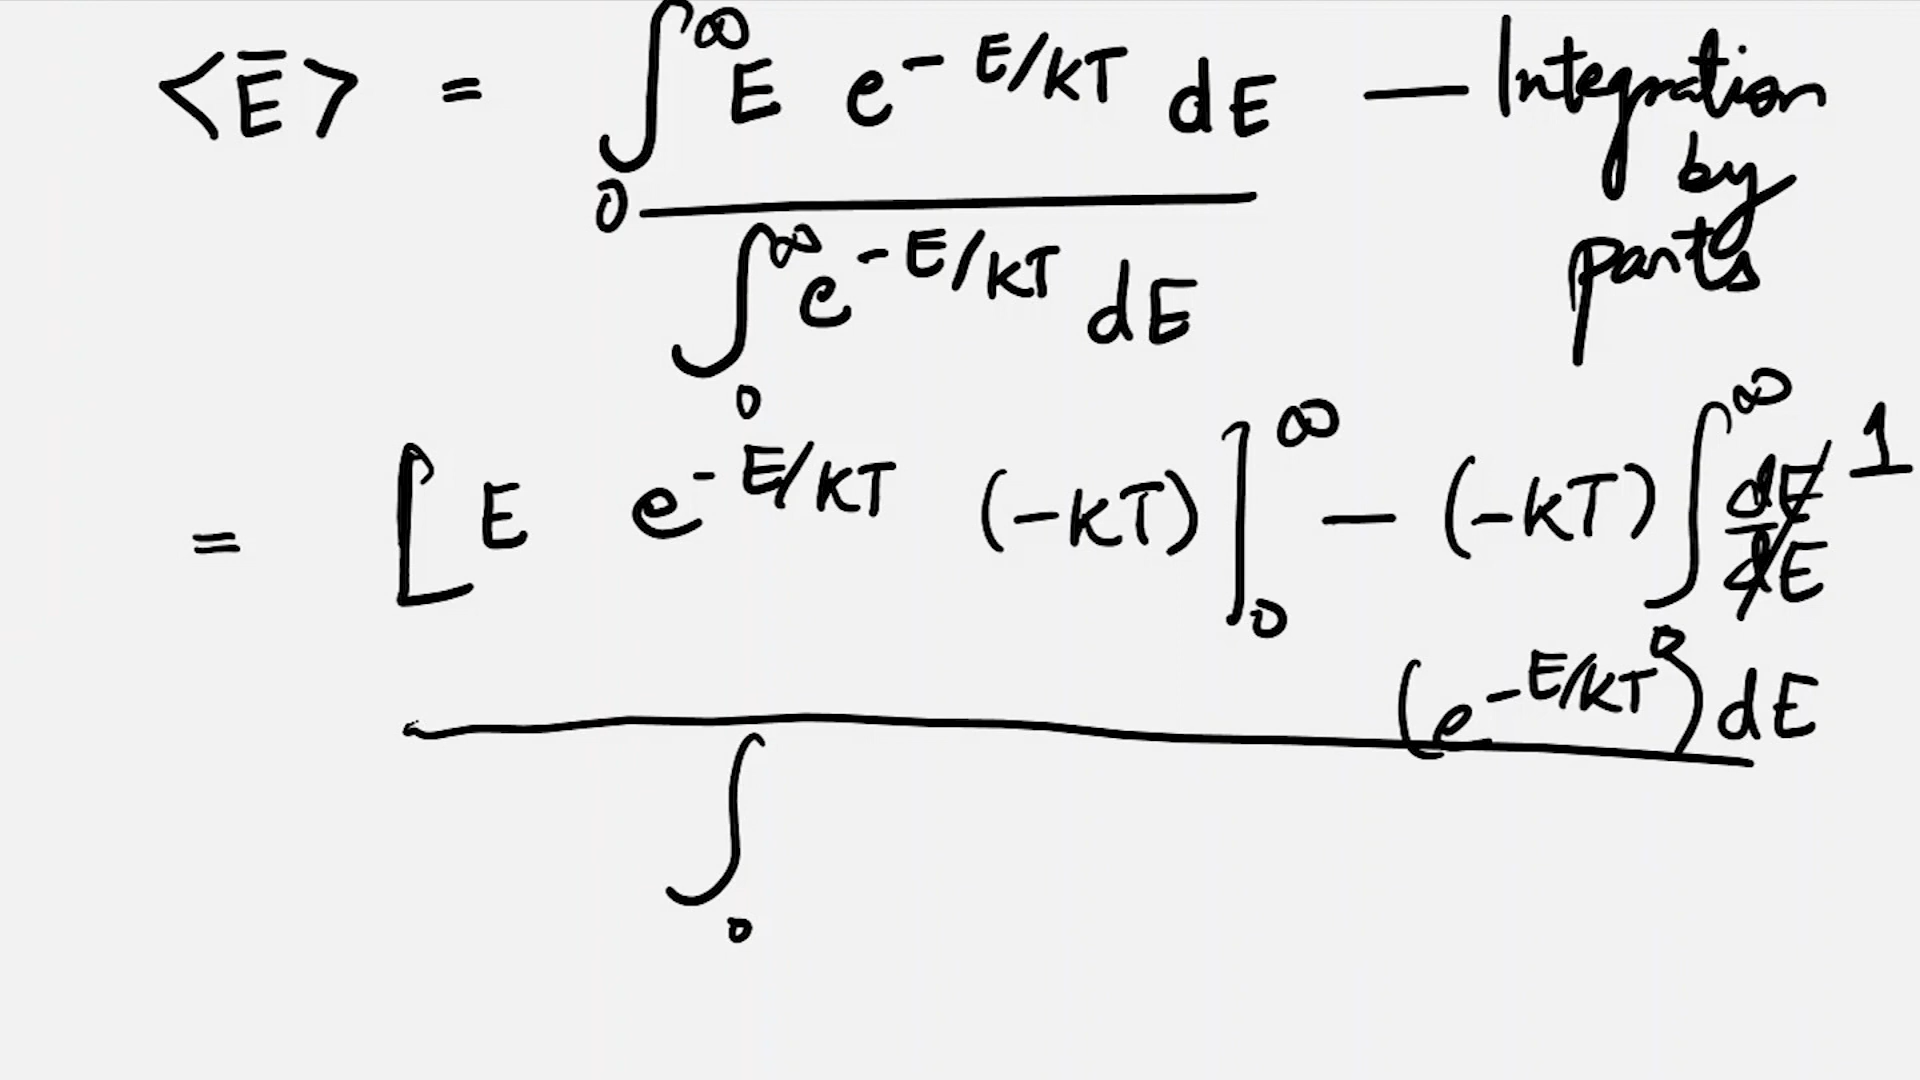 <E̅> = ∫₀^∞ E e^{-E/kT} dE — Integration
by
parts
∫₀^∞ e^{-E/kT} dE
= [E e^{-E/kT} (-kT)]₀^∞ — (-kT) ∫₀^∞ dE/dE 1
(e^{-E/kT}) dE
∫₀